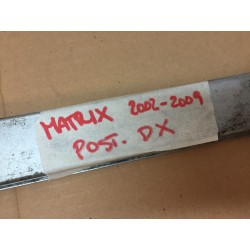 MATRIX 2002-2009
POST. DX